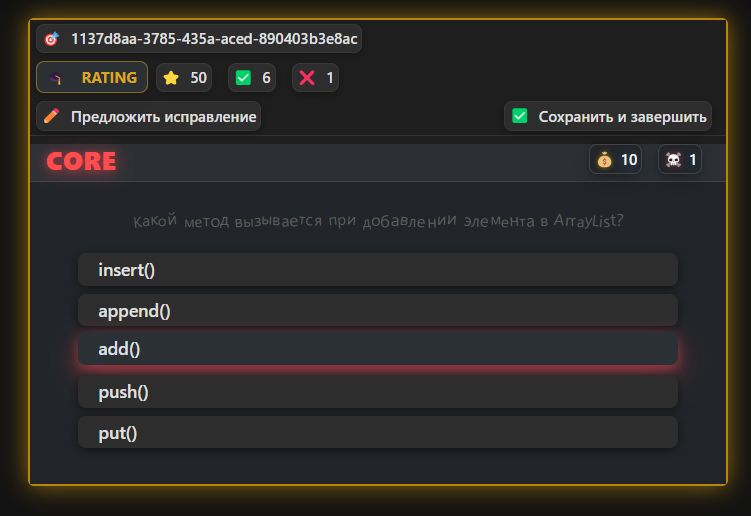 1137d8aa-3785-435a-aced-890403b3e8ac
RATING 50 6 1
Предложить исправление Сохранить и завершить
CORE 10 1
Какой метод вызывается при добавлении элемента в ArrayList?
insert()
append()
add()
push()
put()